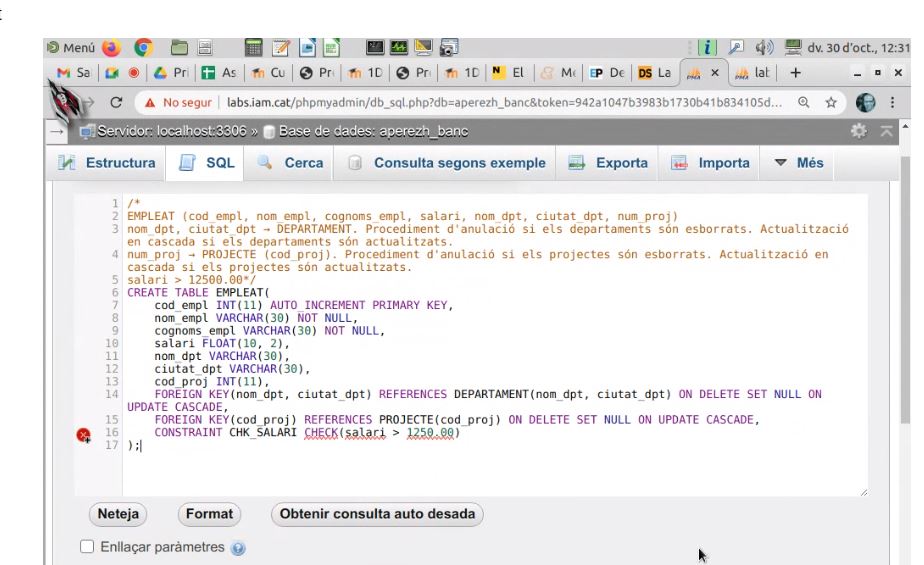 t
Menú
dv. 30 d'oct., 12:31
Sa Pri As Cu Pr 1D Pr 1D N El Me EP De DS La PMA × lab +
No segur labs.iam.cat/phpmyadmin/db_sql.php?db=aperezh_banc&token=942a1047b3983b1730b41b834105d...
Servidor: localhost:3306 » Base de dades: aperezh_banc
Estructura SQL Cerca Consulta segons exemple Exporta Importa Més
1 /*
2 EMPLEAT (cod_empl, nom_empl, cognoms_empl, salari, nom_dpt, ciutat_dpt, num_proj)
3 nom_dpt, ciutat_dpt → DEPARTAMENT. Procediment d'anulació si els departaments són esborrats. Actualització
en cascada si els departaments són actualitzats.
4 num_proj → PROJECTE (cod_proj). Procediment d'anulació si els projectes són esborrats. Actualització en
cascada si els projectes són actualitzats.
5 salari > 12500.00*/
6 CREATE TABLE EMPLEAT(
7 cod_empl INT(11) AUTO_INCREMENT PRIMARY KEY,
8 nom_empl VARCHAR(30) NOT NULL,
9 cognoms_empl VARCHAR(30) NOT NULL,
10 salari FLOAT(10, 2),
11 nom_dpt VARCHAR(30),
12 ciutat_dpt VARCHAR(30),
13 cod_proj INT(11),
14 FOREIGN KEY(nom_dpt, ciutat_dpt) REFERENCES DEPARTAMENT(nom_dpt, ciutat_dpt) ON DELETE SET NULL ON
UPDATE CASCADE,
15 FOREIGN KEY(cod_proj) REFERENCES PROJECTE(cod_proj) ON DELETE SET NULL ON UPDATE CASCADE,
16 CONSTRAINT CHK_SALARI CHECK(salari > 1250.00)
17 );
Neteja Format Obtenir consulta auto desada
Enllaçar paràmetres